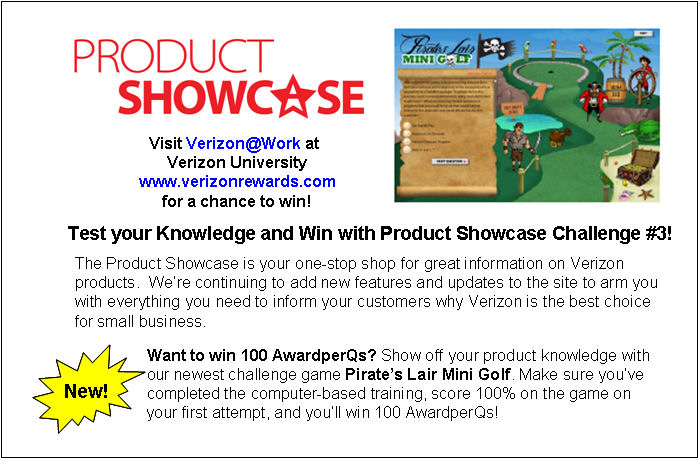 PRODUCT
SHOWCASE
Pirates Lair
MINI GOLF
Visit Verizon@Work at
Verizon University
www.verizonrewards.com
for a chance to win!
Test your Knowledge and Win with Product Showcase Challenge #3!
The Product Showcase is your one-stop shop for great information on Verizon
products.  We're continuing to add new features and updates to the site to arm you
with everything you need to inform your customers why Verizon is the best choice
for small business.
New!
Want to win 100 AwardperQs? Show off your product knowledge with
our newest challenge game Pirate's Lair Mini Golf. Make sure you've
completed the computer-based training, score 100% on the game on
your first attempt, and you'll win 100 AwardperQs!